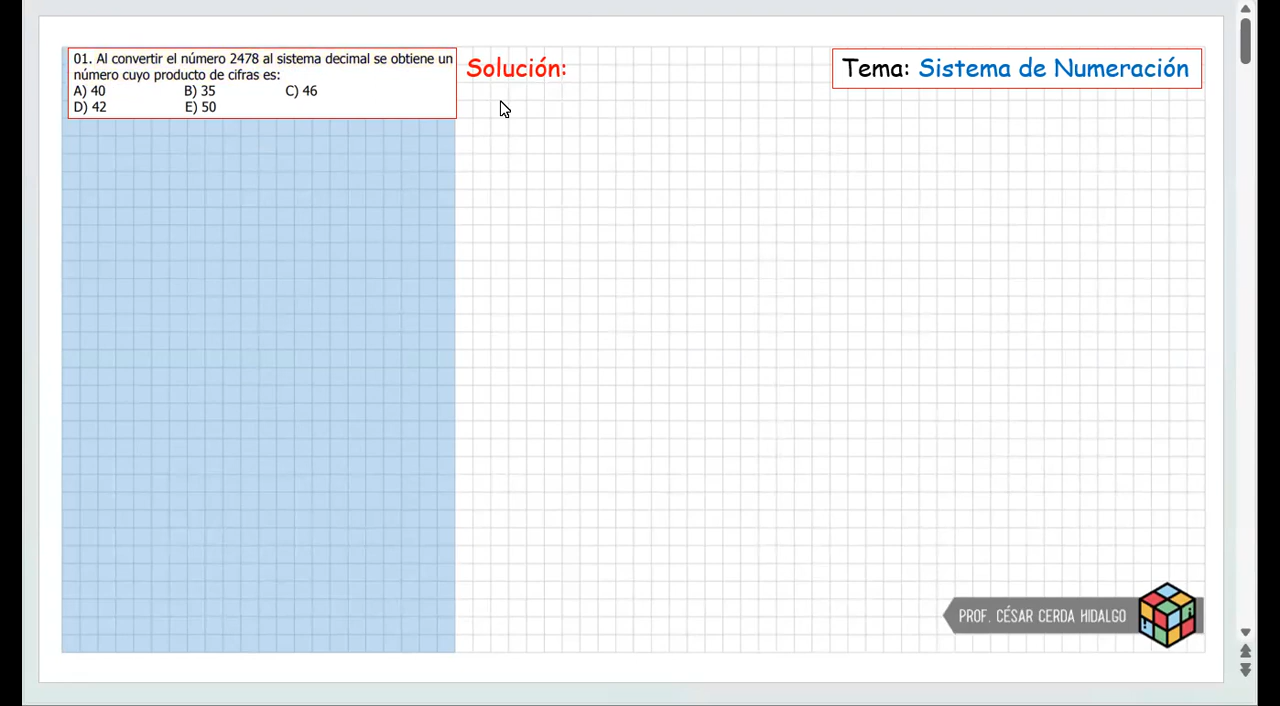 01. Al convertir el número 2478 al sistema decimal se obtiene un
número cuyo producto de cifras es:
A) 40 B) 35 C) 46
D) 42 E) 50
Solución:
Tema: Sistema de Numeración
PROF. CÉSAR CERDA HIDALGO